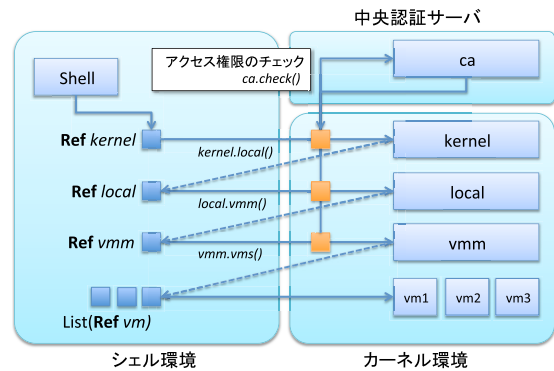 中央認証サーバ
アクセス権限のチェック
ca.check()
ca
Shell
Ref kernel
kernel.local()
kernel
Ref local
local.vmm()
local
Ref vmm
vmm.vms()
vmm
vm1
vm2
vm3
List(Ref vm)
シェル環境
カーネル環境